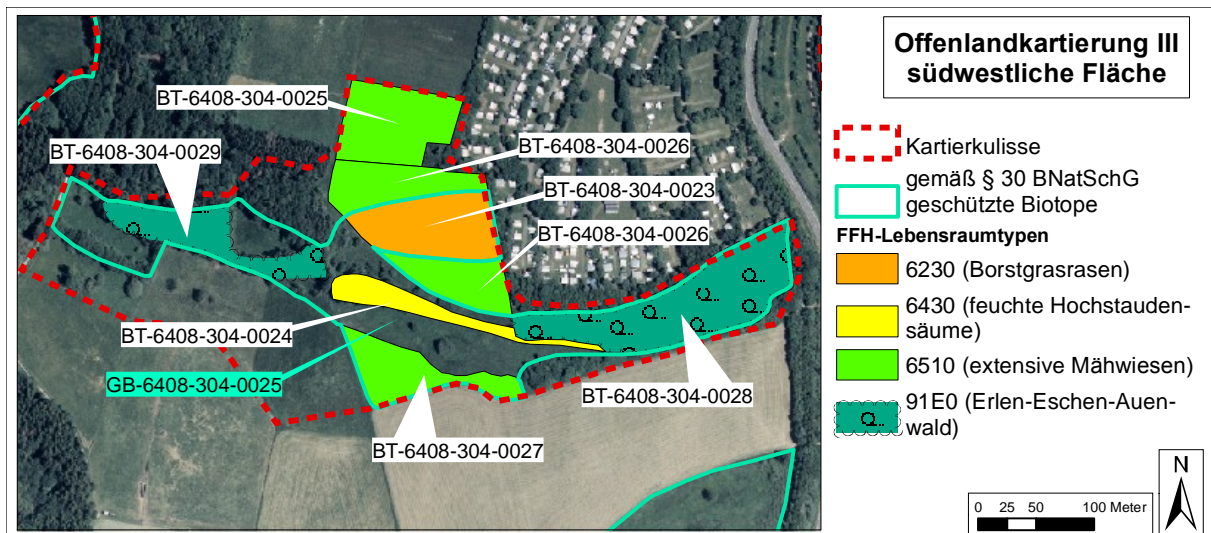 Offenlandkartierung III
südwestliche Fläche
BT-6408-304-0025
BT-6408-304-0026
BT-6408-304-0029
BT-6408-304-0023
BT-6408-304-0026
BT-6408-304-0024
GB-6408-304-0025
BT-6408-304-0028
BT-6408-304-0027
Kartierkulisse
gemäß § 30 BNatSchG
geschützte Biotope
FFH-Lebensraumtypen
6230 (Borstgrasrasen)
6430 (feuchte Hochstauden-
säume)
6510 (extensive Mähwiesen)
91E0 (Erlen-Eschen-Auen-
wald)
0 25 50 100 Meter
N